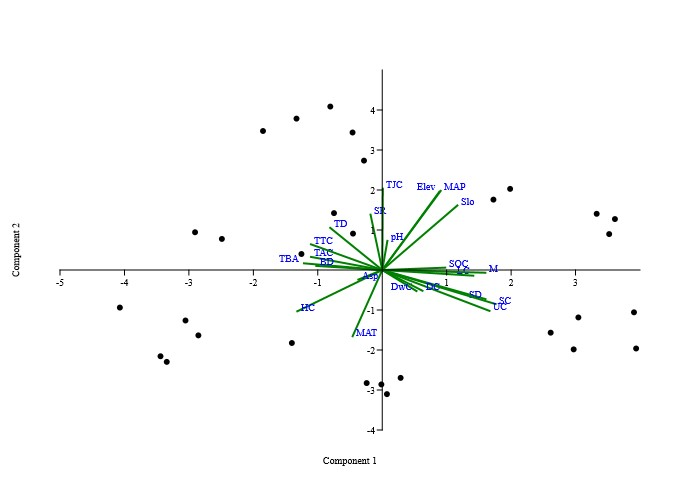 4
3
2
TJC
Elev
MAP
Slo
SR
TD
1
pH
TTC
TAC
TBA
BD
SOC
LC
M
Asp
-5
-4
-3
-2
-1
1
2
3
DwC
DC
SD
SC
UC
HC
-1
MAT
-2
-3
-4
Component 2
Component 1